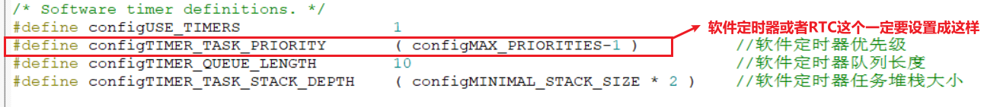 /* Software timer definitions. */
#define configUSE_TIMERS 1 软件定时器或者RTC这个一定要设置成这样
#define configTIMER_TASK_PRIORITY ( configMAX_PRIORITIES-1 ) //软件定时器优先级
#define configTIMER_QUEUE_LENGTH 10 //软件定时器队列长度
#define configTIMER_TASK_STACK_DEPTH ( configMINIMAL_STACK_SIZE * 2 ) //软件定时器任务堆栈大小